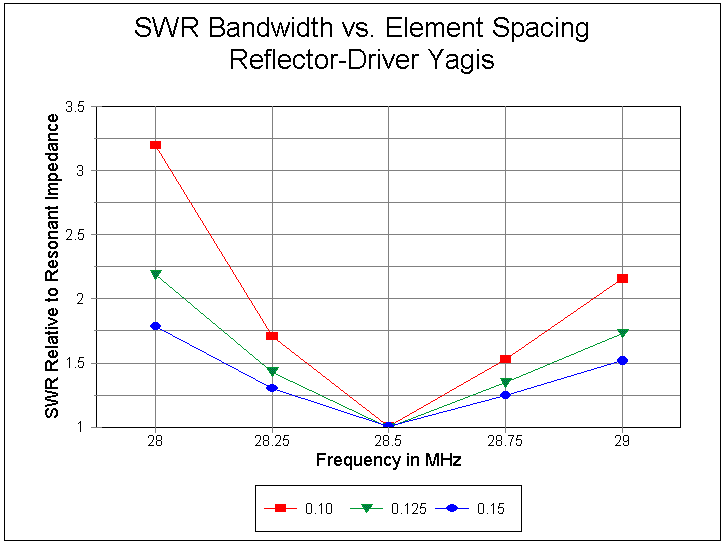 SWR Bandwidth vs. Element Spacing
Reflector-Driver Yagis
SWR Relative to Resonant Impedance
3.5
3
2.5
2
1.5
1
28 28.25 28.5 28.75 29
Frequency in MHz
0.10 0.125 0.15